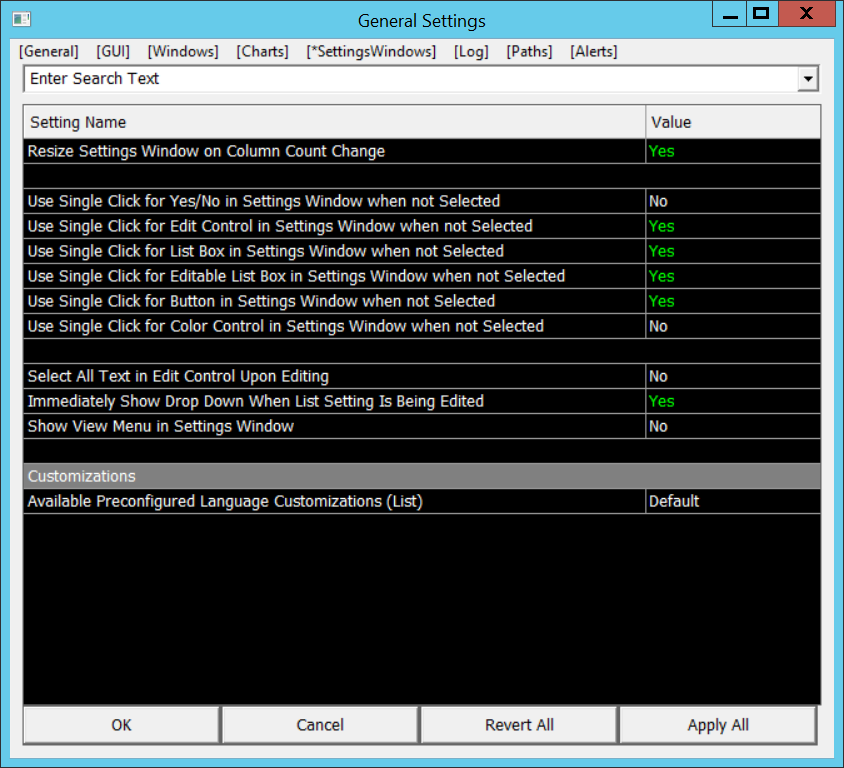 General Settings
[General] [GUI] [Windows] [Charts] [*SettingsWindows] [Log] [Paths] [Alerts]
Enter Search Text
Setting Name Value
Resize Settings Window on Column Count Change Yes
Use Single Click for Yes/No in Settings Window when not Selected No
Use Single Click for Edit Control in Settings Window when not Selected Yes
Use Single Click for List Box in Settings Window when not Selected Yes
Use Single Click for Editable List Box in Settings Window when not Selected Yes
Use Single Click for Button in Settings Window when not Selected Yes
Use Single Click for Color Control in Settings Window when not Selected No
Select All Text in Edit Control Upon Editing No
Immediately Show Drop Down When List Setting Is Being Edited Yes
Show View Menu in Settings Window No
Customizations
Available Preconfigured Language Customizations (List) Default
OK Cancel Revert All Apply All